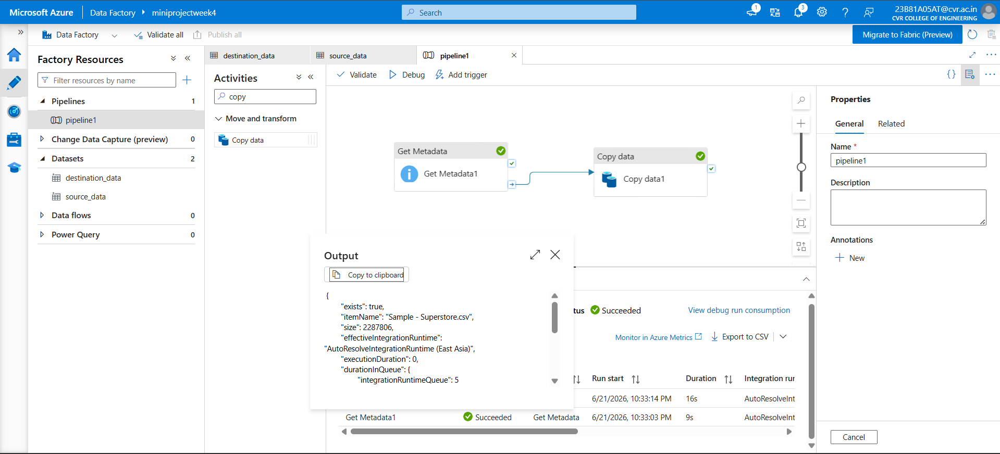 Microsoft Azure
Data Factory
miniprojectweek4
Search
1
3
23B81A05AT@cvr.ac.in
CVR COLLEGE OF ENGINEERING
Data Factory
Validate all
Publish all
Migrate to Fabric (Preview)
Factory Resources
Filter resources by name
Pipelines
1
pipeline1
Change Data Capture (preview)
0
Datasets
2
destination_data
source_data
Data flows
0
Power Query
0
destination_data
source_data
pipeline1
Activities
copy
Move and transform
Copy data
Validate
Debug
Add trigger
Get Metadata
Get Metadata1
Copy data
Copy data1
Output
Copy to clipboard
{
"exists": true,
"itemName": "Sample - Superstore.csv",
"size": 2287806,
"effectiveIntegrationRuntime":
"AutoResolveIntegrationRuntime (East Asia)",
"executionDuration": 0,
"durationInQueue": {
"integrationRuntimeQueue": 5
tus
Succeeded
View debug run consumption
Monitor in Azure Metrics
Export to CSV
Run start
Duration
Integration rur
6/21/2026, 10:33:14 PM
16s
AutoResolveInt
Get Metadata1
Succeeded
Get Metadata
6/21/2026, 10:33:03 PM
9s
AutoResolveInt
Properties
General
Related
Name *
pipeline1
Description
Annotations
New
Cancel